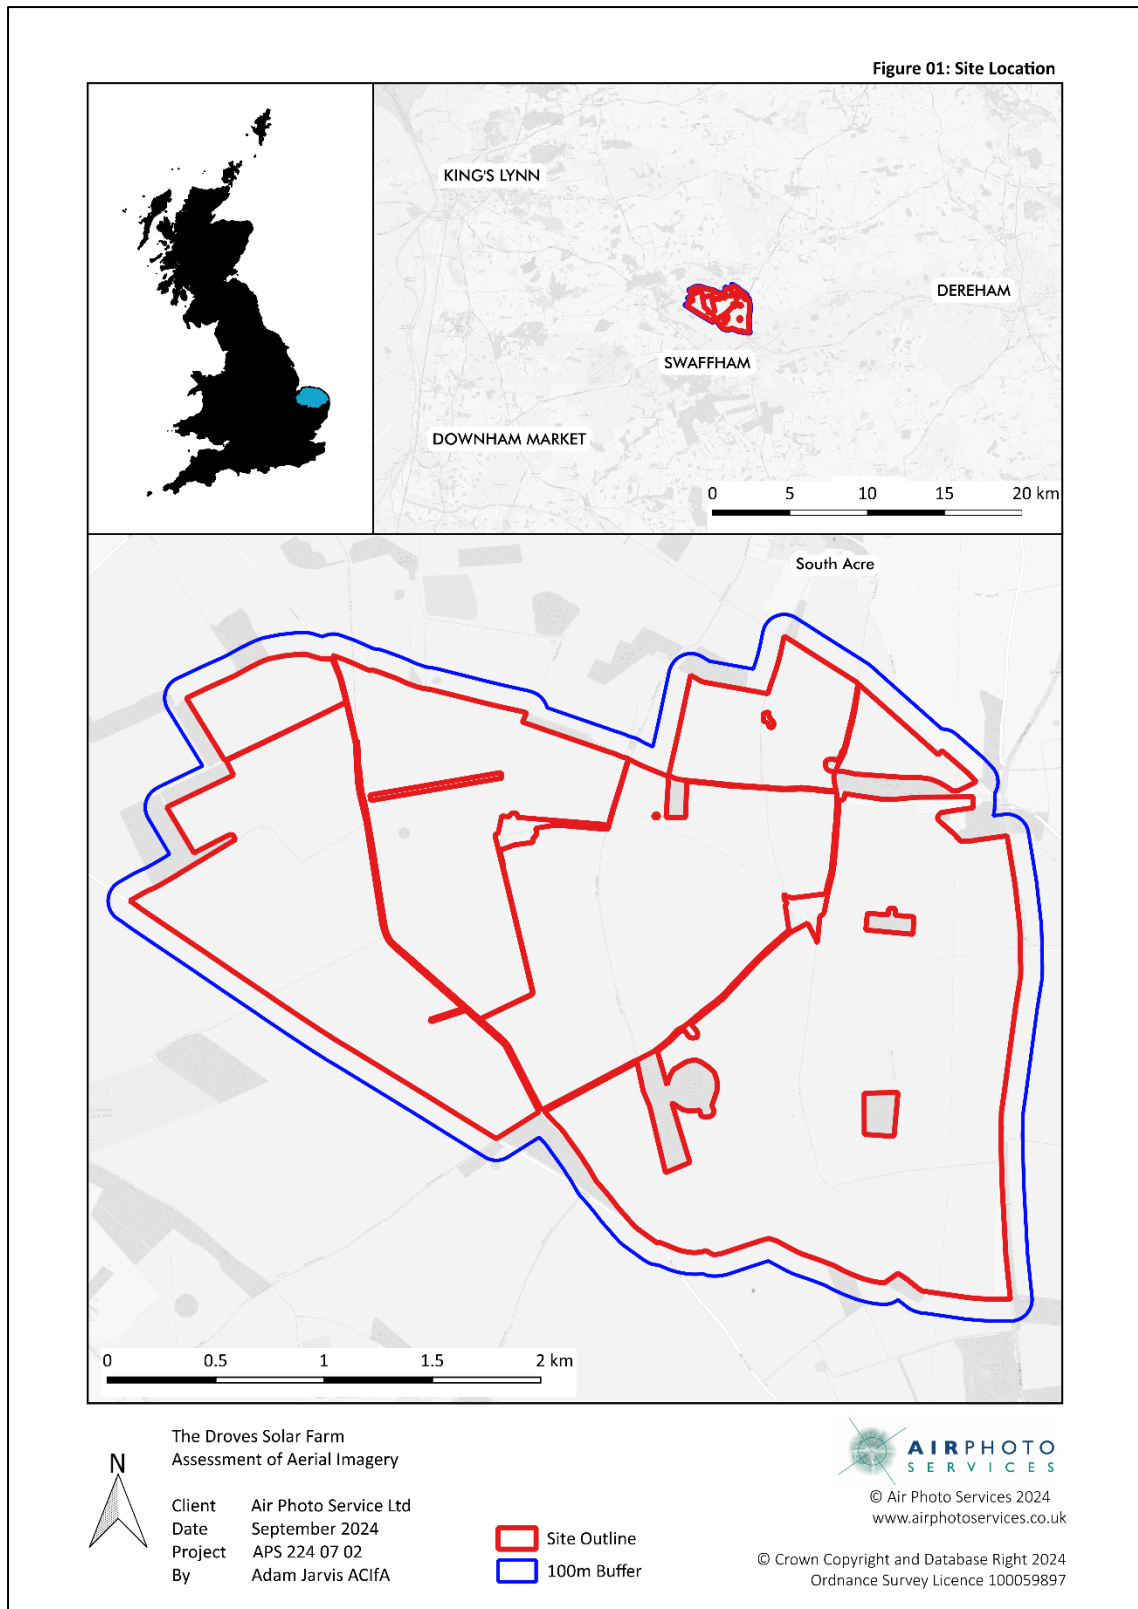 Figure 01: Site Location
KING'S LYNN
DEREHAM
SWAFFHAM
DOWNHAM MARKET
0 5 10 15 20 km
South Acre
0 0.5 1 1.5 2 km
The Droves Solar Farm
Assessment of Aerial Imagery
N
Client Air Photo Service Ltd
Date September 2024
Project APS 224 07 02
By Adam Jarvis ACIfA
Site Outline
100m Buffer
AIRPHOTO
SERVICES
© Air Photo Services 2024
www.airphotoservices.co.uk
© Crown Copyright and Database Right 2024
Ordnance Survey Licence 100059897